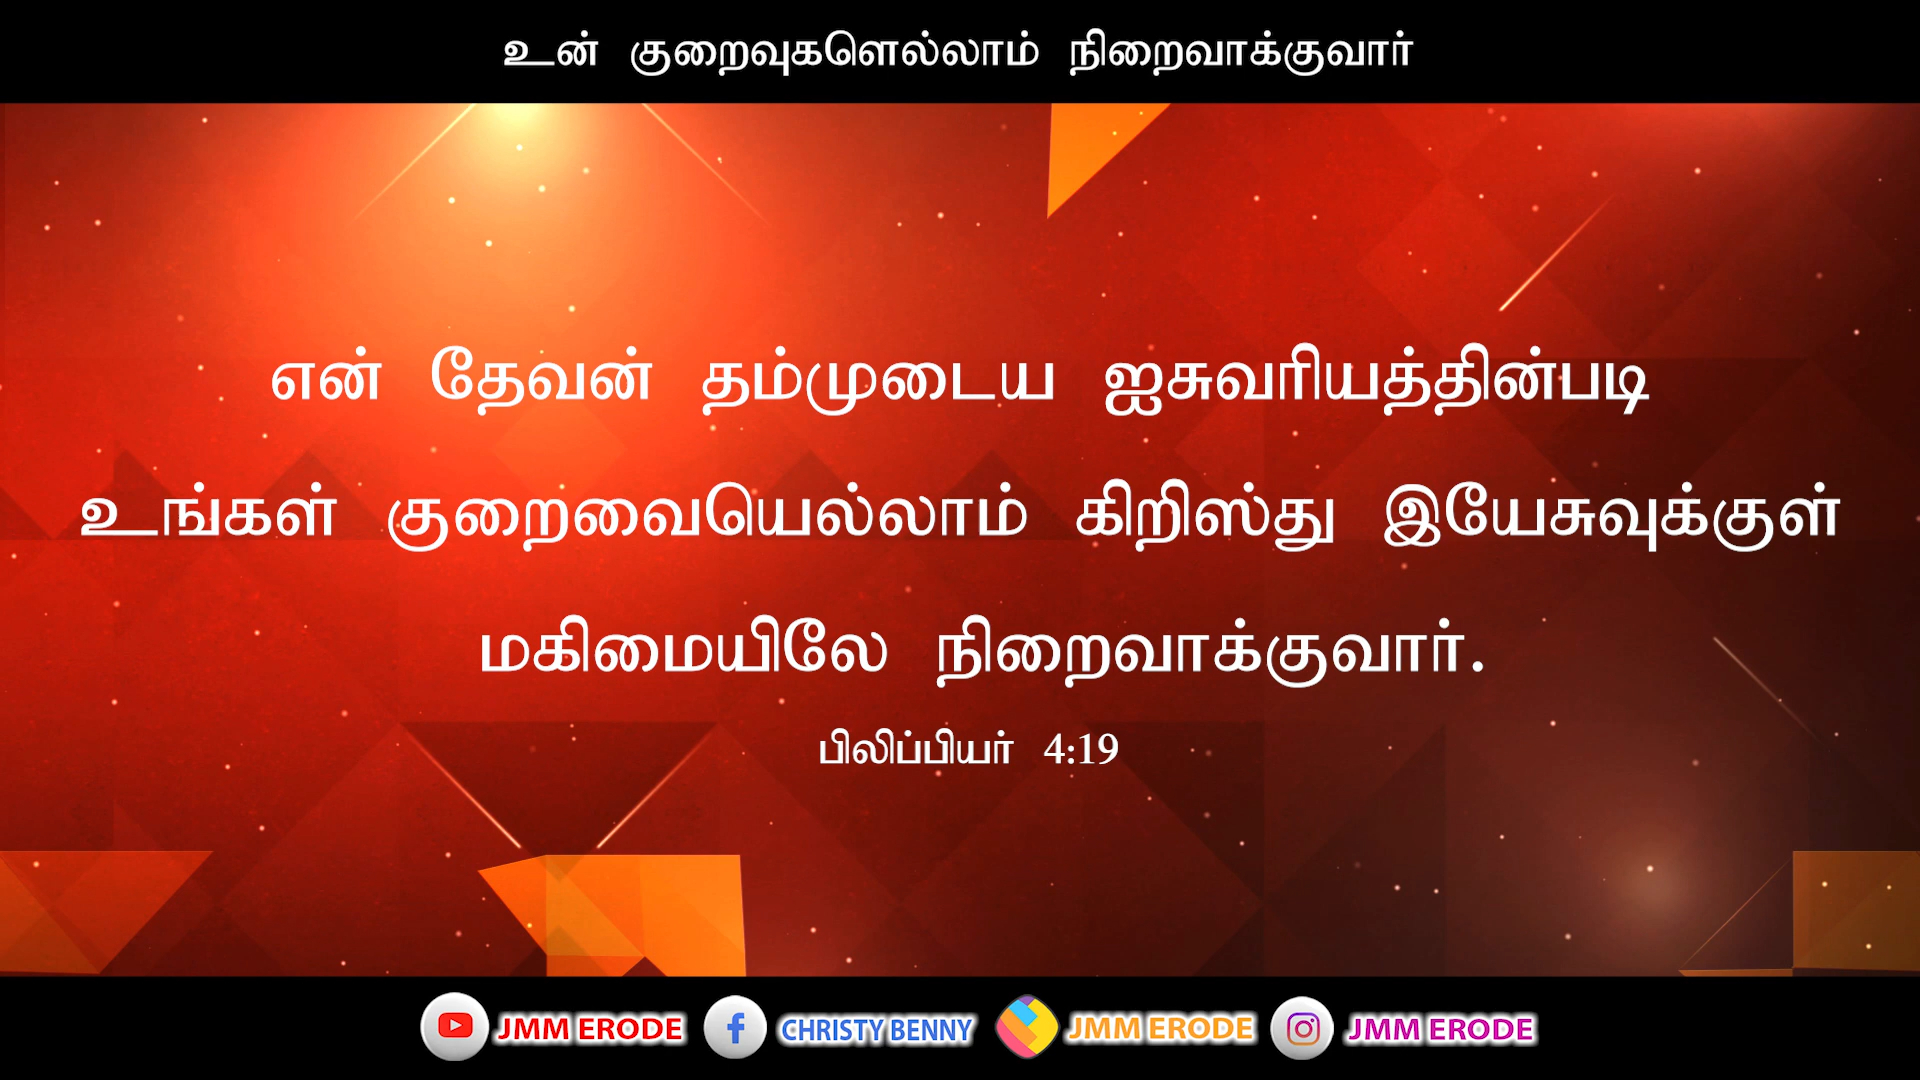 உன் குறைவுகளெல்லாம் நிறைவாக்குவார்
என் தேவன் தம்முடைய ஐசுவரியத்தின்படி
உங்கள் குறைவையெல்லாம் கிறிஸ்து இயேசுவுக்குள்
மகிமையிலே நிறைவாக்குவார்.
பிலிப்பியர் 4:19
JMM ERODE CHRISTY BENNY JMM ERODE JMM ERODE